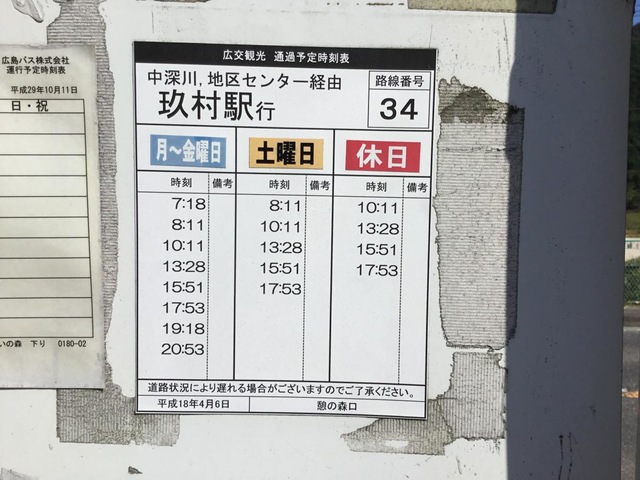 広島バス株式会社
運行予定時刻表
平成29年10月11日
日・祝
いの森 下り 0180-02
広交観光 通過予定時刻表
中深川,地区センター経由
玖村駅行
路線番号
34
月～金曜日 土曜日 休日
時刻 備考 時刻 備考 時刻 備考
7:18 8:11 10:11
8:11 10:11 13:28
10:11 13:28 15:51
13:28 15:51 17:53
15:51 17:53
17:53
19:18
20:53
道路状況により遅れる場合がございますのでご了承ください。
平成18年4月6日 憩の森口